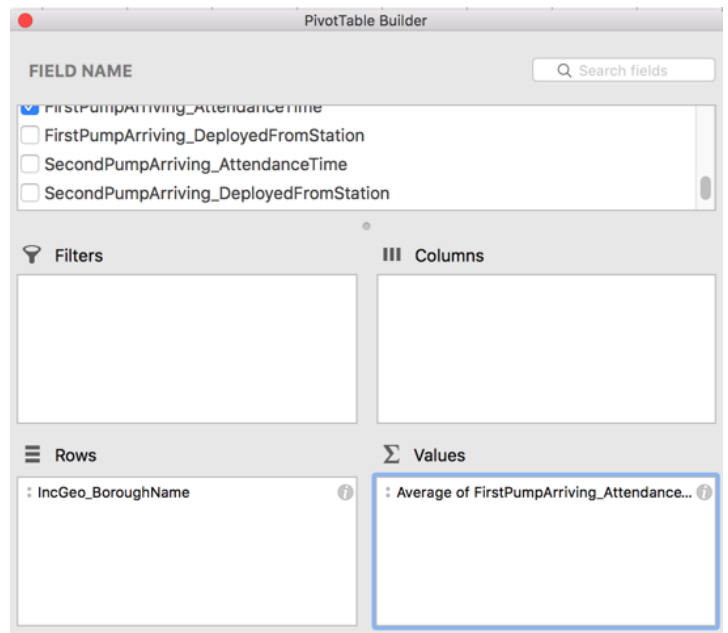 PivotTable Builder
FIELD NAME
Search fields
FirstPumpArriving_AttendanceTime
FirstPumpArriving_DeployedFromStation
SecondPumpArriving_AttendanceTime
SecondPumpArriving_DeployedFromStation
Filters
Columns
Rows
Values
IncGeo_BoroughName
Average of FirstPumpArriving_Attendance...